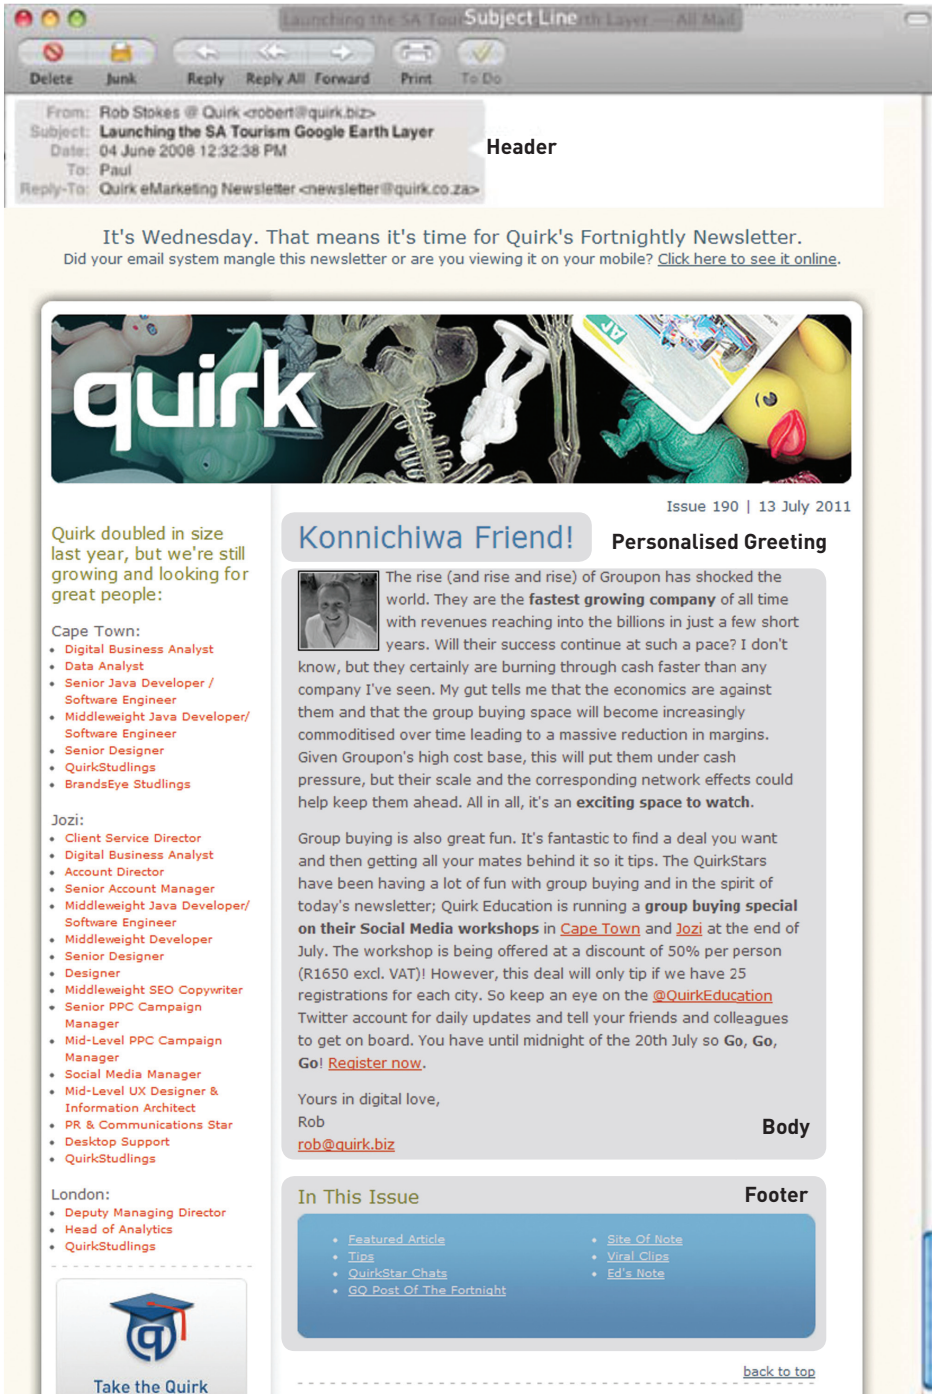 Launching the SA Tour Subject Line rth Layer — All Mail
Delete Junk Reply Reply All Forward Print To Do
From: Rob Stokes @ Quirk <robert@quirk.biz>
Subject: Launching the SA Tourism Google Earth Layer
Date: 04 June 2008 12:32:38 PM
To: Paul
Reply-To: Quirk eMarketing Newsletter <newsletter@quirk.co.za>
Header
It's Wednesday. That means it's time for Quirk's Fortnightly Newsletter.
Did your email system mangle this newsletter or are you viewing it on your mobile? Click here to see it online.
quirk
Issue 190 | 13 July 2011
Quirk doubled in size
last year, but we're still
growing and looking for
great people:
Cape Town:
• Digital Business Analyst
• Data Analyst
• Senior Java Developer /
Software Engineer
• Middleweight Java Developer/
Software Engineer
• Senior Designer
• QuirkStudlings
• BrandsEye Studlings
Jozi:
• Client Service Director
• Digital Business Analyst
• Account Director
• Senior Account Manager
• Middleweight Java Developer/
Software Engineer
• Middleweight Developer
• Senior Designer
• Designer
• Middleweight SEO Copywriter
• Senior PPC Campaign
Manager
• Mid-Level PPC Campaign
Manager
• Social Media Manager
• Mid-Level UX Designer &
Information Architect
• PR & Communications Star
• Desktop Support
• QuirkStudlings
London:
• Deputy Managing Director
• Head of Analytics
• QuirkStudlings
Take the Quirk
Konnichiwa Friend!
Personalised Greeting
The rise (and rise and rise) of Groupon has shocked the
world. They are the fastest growing company of all time
with revenues reaching into the billions in just a few short
years. Will their success continue at such a pace? I don't
know, but they certainly are burning through cash faster than any
company I've seen. My gut tells me that the economics are against
them and that the group buying space will become increasingly
commoditised over time leading to a massive reduction in margins.
Given Groupon's high cost base, this will put them under cash
pressure, but their scale and the corresponding network effects could
help keep them ahead. All in all, it's an exciting space to watch.
Group buying is also great fun. It's fantastic to find a deal you want
and then getting all your mates behind it so it tips. The QuirkStars
have been having a lot of fun with group buying and in the spirit of
today's newsletter; Quirk Education is running a group buying special
on their Social Media workshops in Cape Town and Jozi at the end of
July. The workshop is being offered at a discount of 50% per person
(R1650 excl. VAT)! However, this deal will only tip if we have 25
registrations for each city. So keep an eye on the @QuirkEducation
Twitter account for daily updates and tell your friends and colleagues
to get on board. You have until midnight of the 20th July so Go, Go,
Go! Register now.
Yours in digital love,
Rob
rob@quirk.biz
Body
In This Issue
Footer
• Featured Article
• Tips
• QuirkStar Chats
• GQ Post Of The Fortnight
• Site Of Note
• Viral Clips
• Ed's Note
back to top